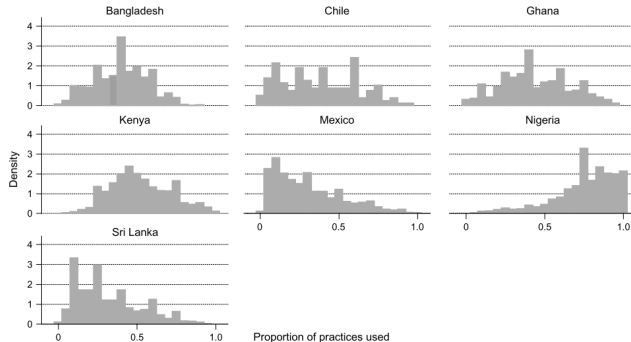 Bangladesh Chile Ghana
4
3
2
1
0
Kenya Mexico Nigeria
4
3
2
1
0
0 0.5 1.0 0 0.5 1.0
Density
Sri Lanka
4
3
2
1
0
0 0.5 1.0
Proportion of practices used